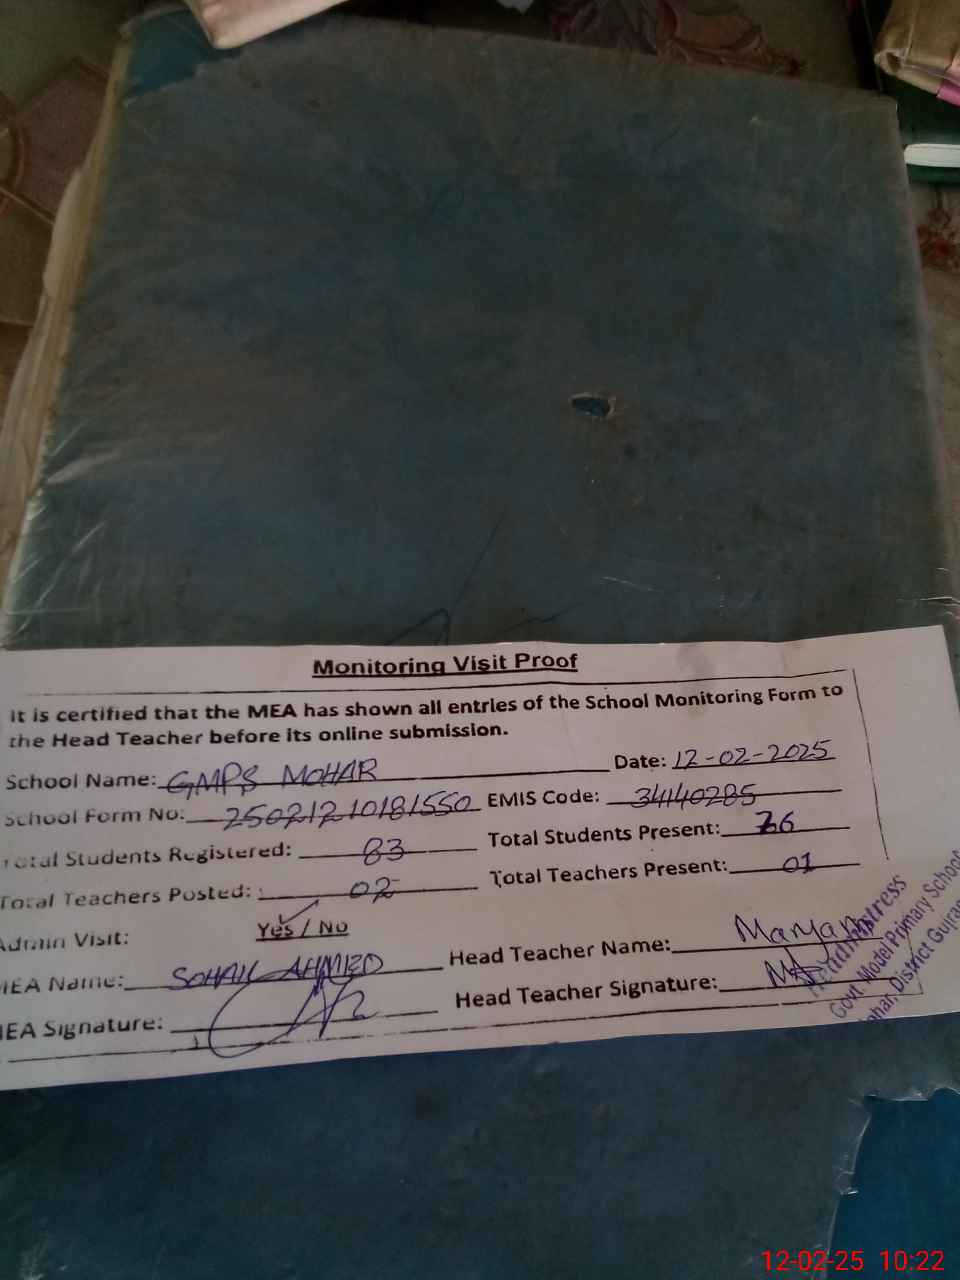 Monitoring Visit Proof
It is certified that the MEA has shown all entries of the School Monitoring Form to
the Head Teacher before its online submission.
School Name: GMPS MOHAR Date: 12-02-2025
School Form No: 25021210181550 EMIS Code: 34140285
Total Students Registered: 83 Total Students Present: 76
Total Teachers Posted: 02 Total Teachers Present: 01
Admin Visit: Yes / No
MEA Name: SOHAIL AHMED Head Teacher Name: Maryam
MEA Signature: Head Teacher Signature:
Headmistress
Govt. Model Primary School
Mohar, District Gujrat
12-02-25 10:22